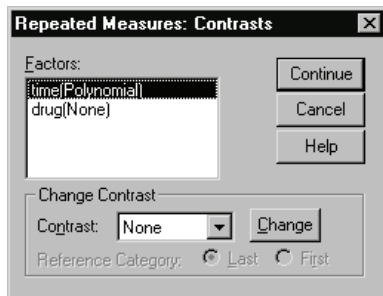 Repeated Measures: Contrasts
Factors:
time(Polynomial)
drug(None)
Continue
Cancel
Help
Change Contrast
Contrast: None Change
Reference Category: Last First